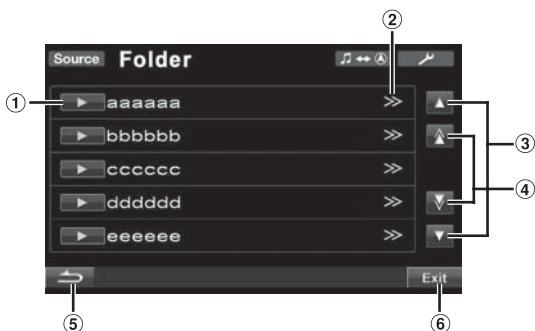 ②
Source Folder
① aaaaaa >>
bbbbbb >>
③
cccccc >>
④
dddddd >>
eeeeee >>
Exit
⑤ ⑥